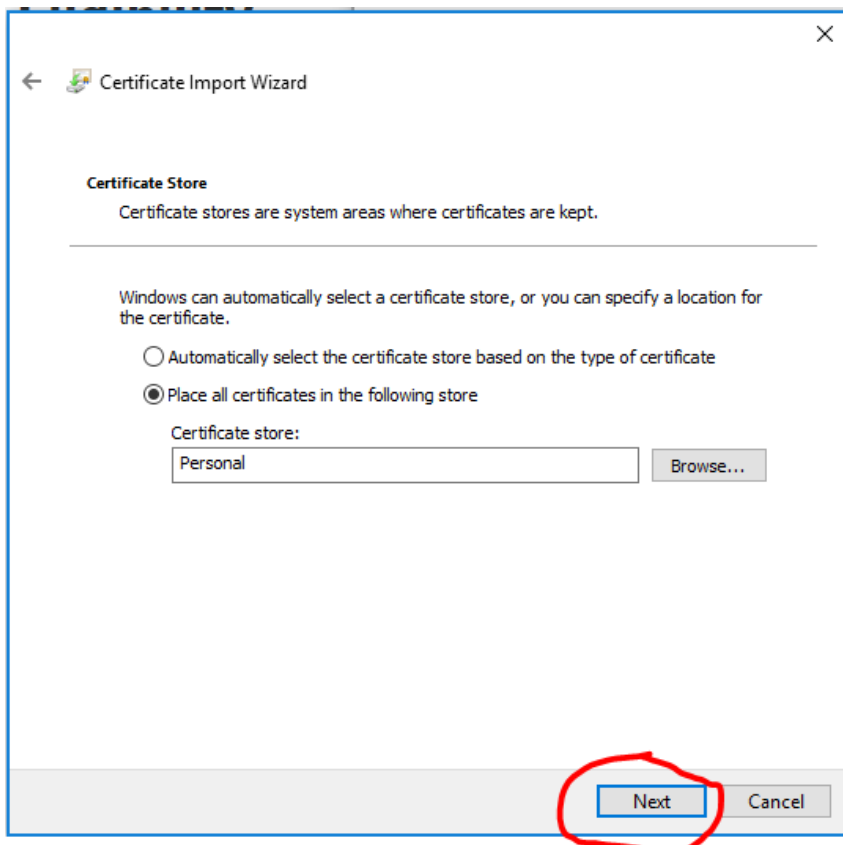 Certificate Import Wizard
Certificate Store
Certificate stores are system areas where certificates are kept.
Windows can automatically select a certificate store, or you can specify a location for
the certificate.
Automatically select the certificate store based on the type of certificate
Place all certificates in the following store
Certificate store:
Personal
Browse...
Next
Cancel